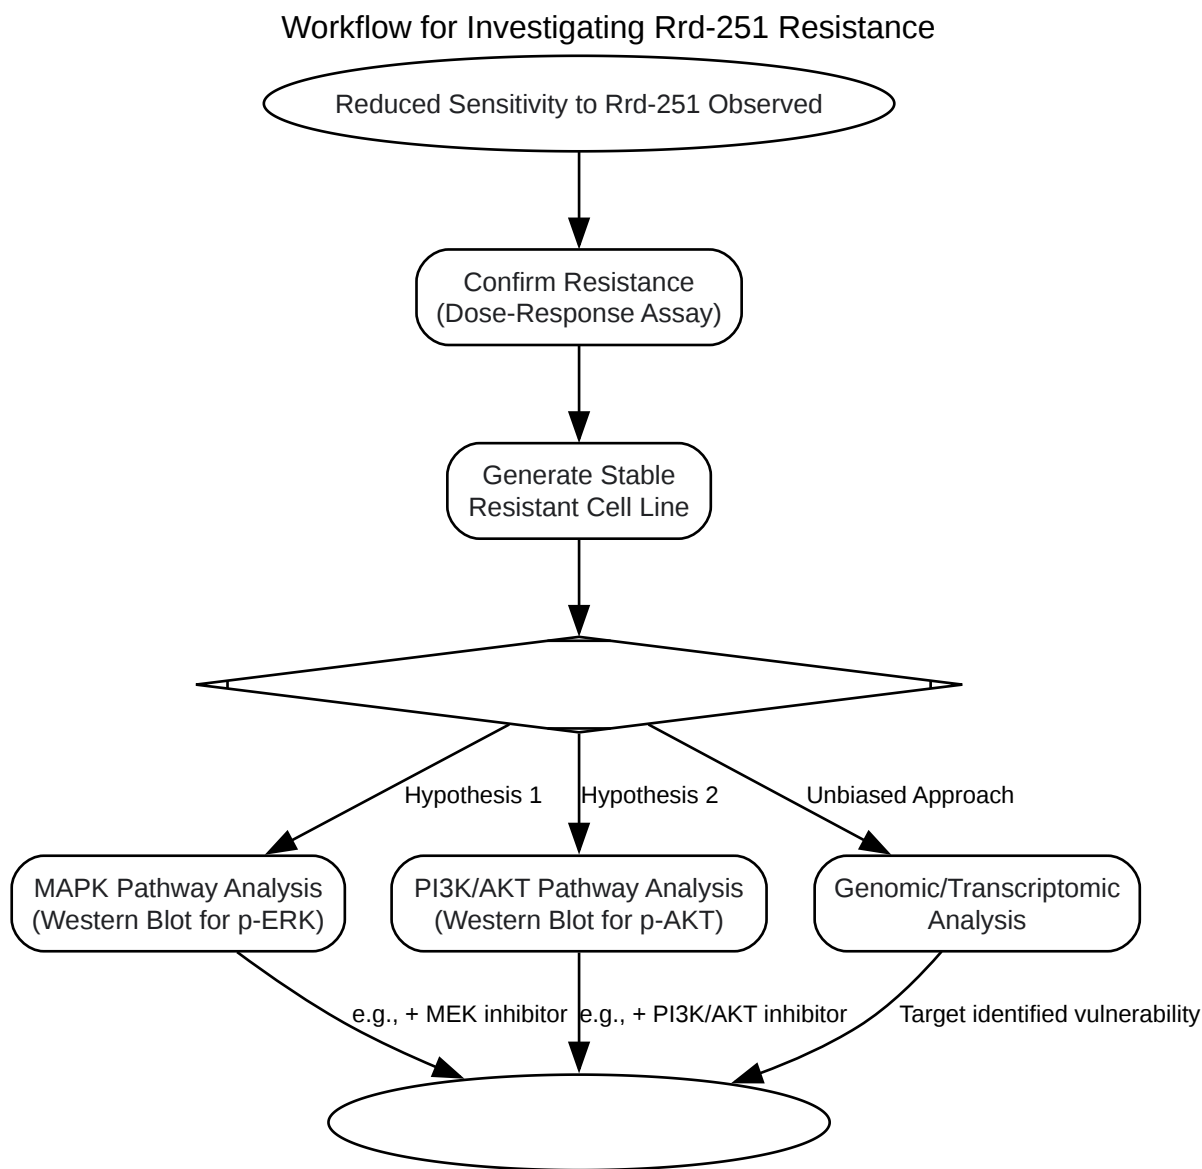 Workflow for Investigating Rrd-251 Resistance
Reduced Sensitivity to Rrd-251 Observed
Confirm Resistance
(Dose-Response Assay)
Generate Stable
Resistant Cell Line
Hypothesis 1
Hypothesis 2
Unbiased Approach
MAPK Pathway Analysis
(Western Blot for p-ERK)
PI3K/AKT Pathway Analysis
(Western Blot for p-AKT)
Genomic/Transcriptomic
Analysis
e.g., + MEK inhibitor
e.g., + PI3K/AKT inhibitor
Target identified vulnerability